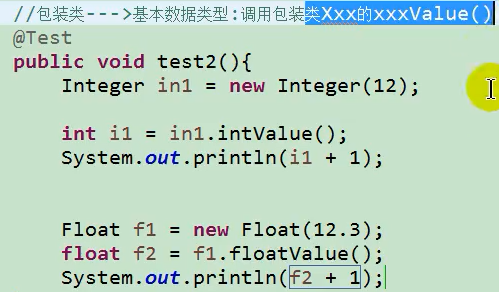 //包装类--->基本数据类型:调用包装类Xxx的xxxValue()
@Test
public void test2(){
Integer in1 = new Integer(12);
int i1 = in1.intValue();
System.out.println(i1 + 1);
Float f1 = new Float(12.3);
float f2 = f1.floatValue();
System.out.println(f2 + 1);